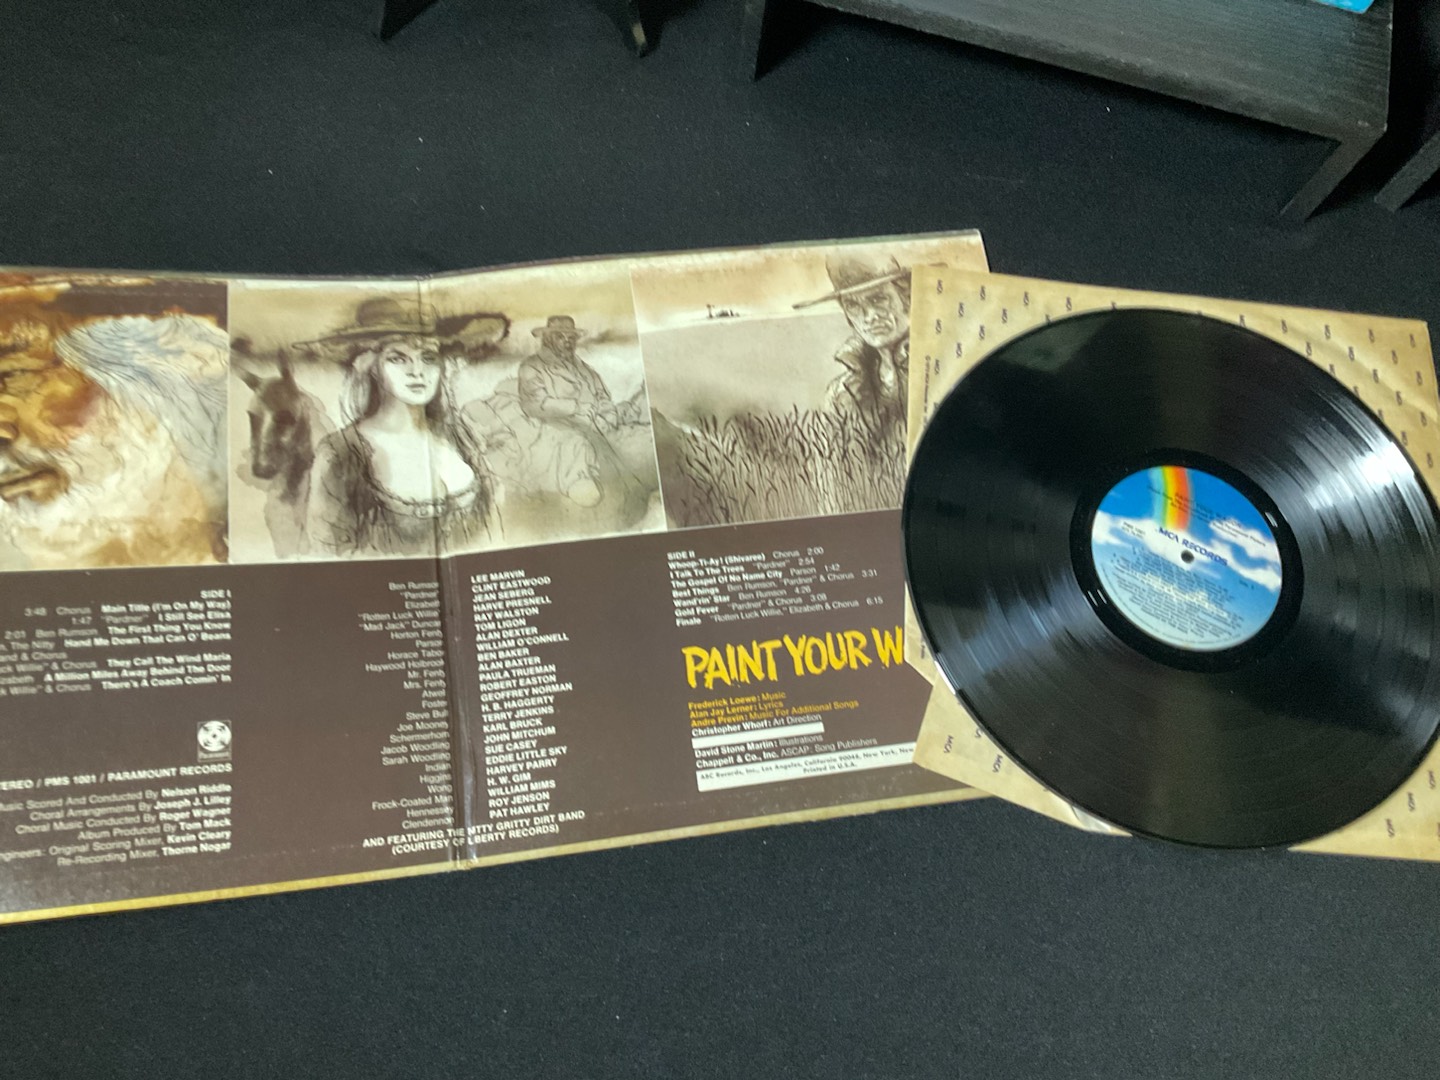 SIDE I
3:48 Chorus Main Title (I'm On My Way)
1:47 "Pardner" I Still See Elisa
2:01 Ben Rumson The First Thing You Know
The Nitty Hand Me Down That Can O' Beans
and & Chorus
Willie" & Chorus They Call The Wind Maria
A Million Miles Away Behind The Door
Willie" & Chorus There's A Coach Comin' In
PMS 1001 / PARAMOUNT RECORDS
Music Scored And Conducted By Nelson Riddle
Choral Arrangements By Joseph J. Lilley
Choral Music Conducted By Roger Wagner
Album Produced By Tom Mack
Original Scoring Mixer, Kevin Cleary
Re-Recording Mixer, Thorne Nogar
Ben Rumson LEE MARVIN
"Pardner" CLINT EASTWOOD
Elizabeth JEAN SEBERG
"Rotten Luck Willie" HARVE PRESNELL
"Mad Jack" Duncan RAY WALSTON
Horton Fenty TOM LIGON
Parson ALAN DEXTER
Horace Tabor WILLIAM O'CONNELL
Haywood Holbrook BEN BAKER
Mr. Fenty ALAN BAXTER
Mrs. Fenty PAULA TRUEMAN
Atwell ROBERT EASTON
Foster GEOFFREY NORMAN
Steve Bull H. B. HAGGERTY
Joe Mooney TERRY JENKINS
Schermerhorn KARL BRUCK
Jacob Woodling JOHN MITCHUM
Sarah Woodling SUE CASEY
Indian EDDIE LITTLE SKY
Higgins HARVEY PARRY
Wong H. W. GIM
Frock-Coated Man WILLIAM MIMS
Hennessey ROY JENSON
Clendennon PAT HAWLEY
AND FEATURING THE NITTY GRITTY DIRT BAND
(COURTESY OF LIBERTY RECORDS)
SIDE II
Whoop-Ti-Ay! (Shivaree) Chorus 2:00
I Talk To The Trees "Pardner" 2:54
The Gospel Of No Name City Parson 1:42
Best Things Ben Rumson, "Pardner" & Chorus 3:31
Wand'rin' Star Ben Rumson 4:26
Gold Fever "Pardner" & Chorus 3:08
Finale "Rotten Luck Willie," Elizabeth & Chorus 6:15
PAINT YOUR W
Frederick Loewe: Music
Alan Jay Lerner: Lyrics
Andre Previn: Music For Additional Songs
Christopher Whorf: Art Direction
David Stone Martin: Illustrations
Chappell & Co., Inc. ASCAP: Song Publishers
ABC Records, Inc., Los Angeles, California 90048, New York, New
Printed in U.S.A.
MCA RECORDS